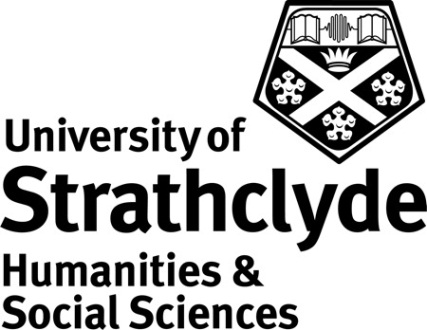 University of
Strathclyde
Humanities &
Social Sciences